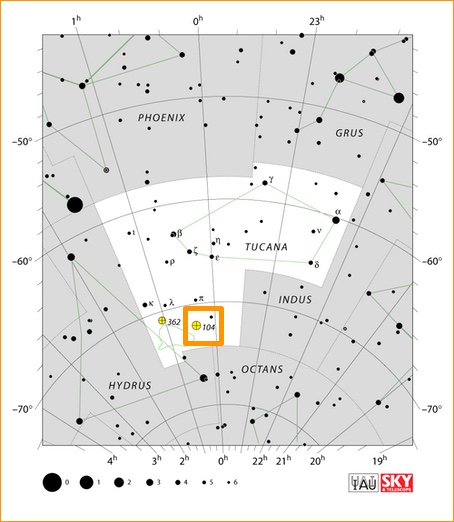 1h 0h 23h
PHOENIX
GRUS
−50° −50°
γ
α
ι β η ν
TUCANA
ζ
ε
ρ δ
−60° −60°
π
INDUS
κ λ
362 104
OCTANS
HYDRUS
−70° −70°
4h 3h 2h 0h 22h 21h 20h 19h
0 1 2 3 4 5 6
IAU SKY
& TELESCOPE